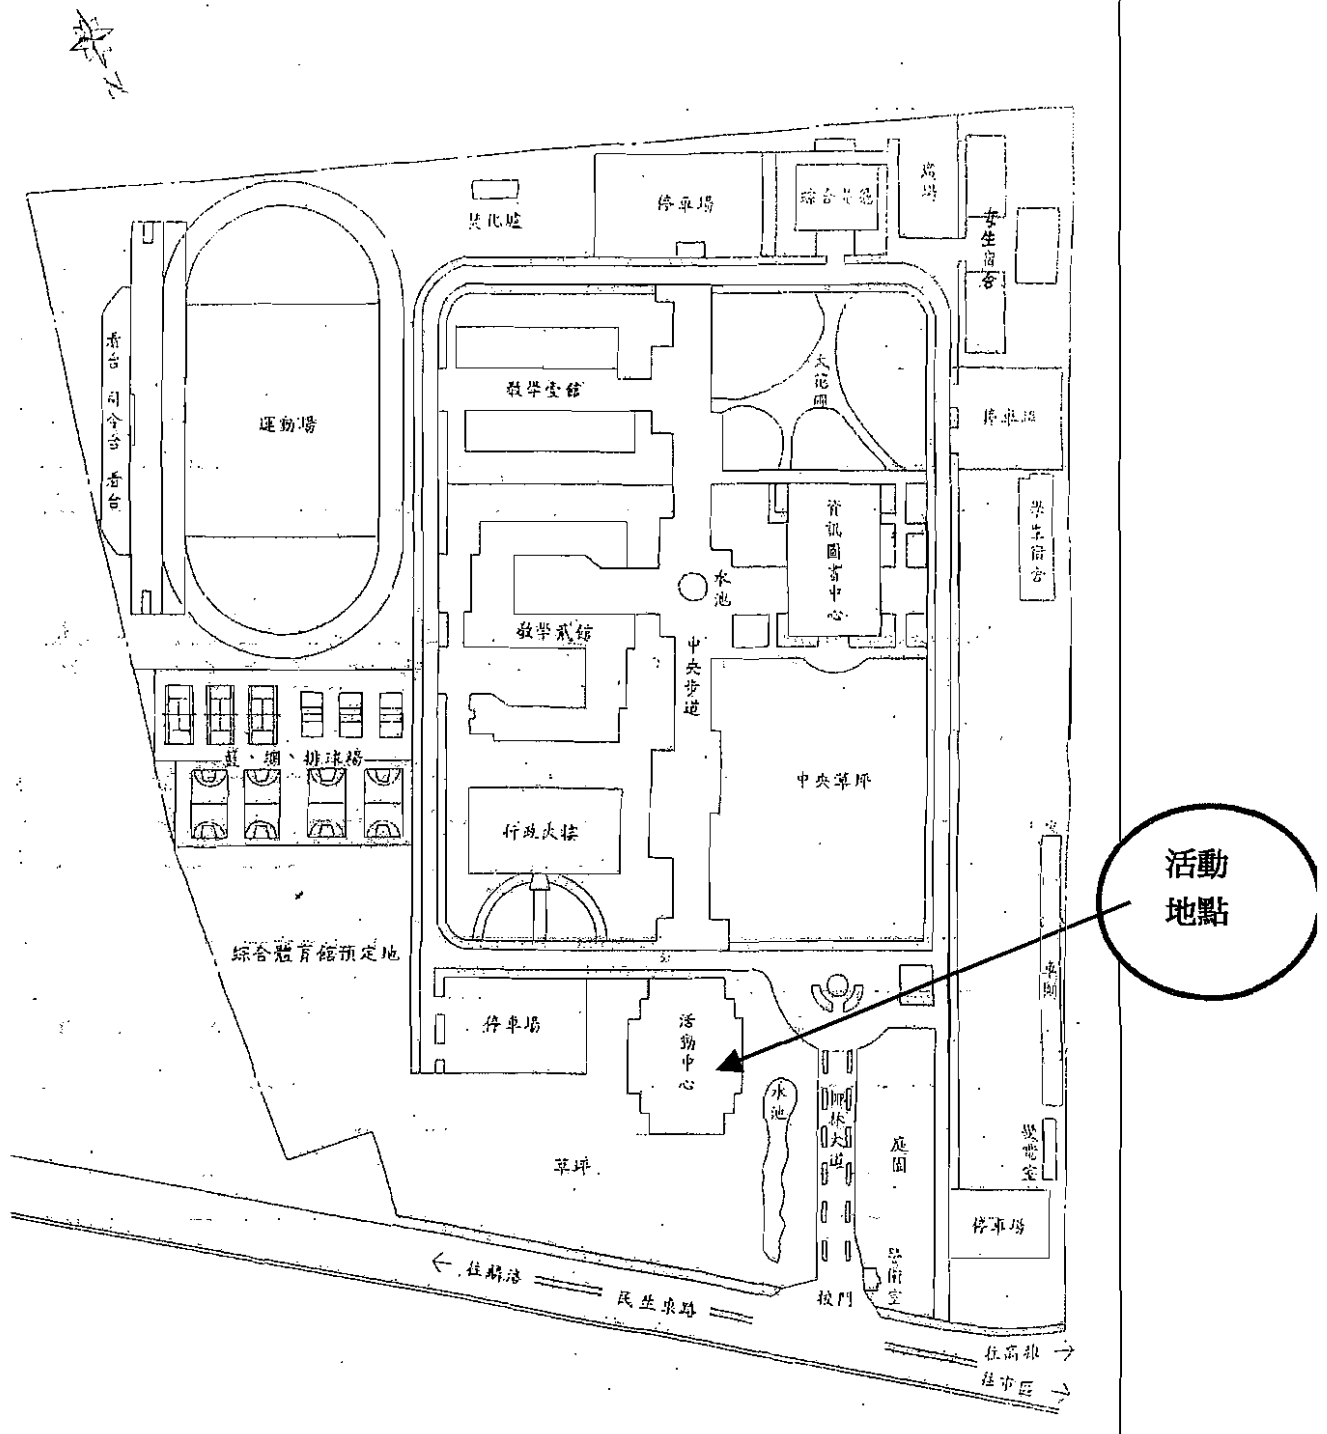 N
停車場
綜合
廣場
焚化爐
女生宿舍
看台
司令台
看台
運動場
教學壹館
大花園
停車場
資訊圖書中心
學生宿舍
水池
教學貳館
中央步道
籃、網、排球場
中央草坪
行政大樓
活動
地點
綜合體育館預定地
車棚
停車場
活動中心
水池
椰林大道
庭園
變電室
草坪
停車場
警衛室
校門
← 往麟洛
民生東路
往高雄 →
往市區 →